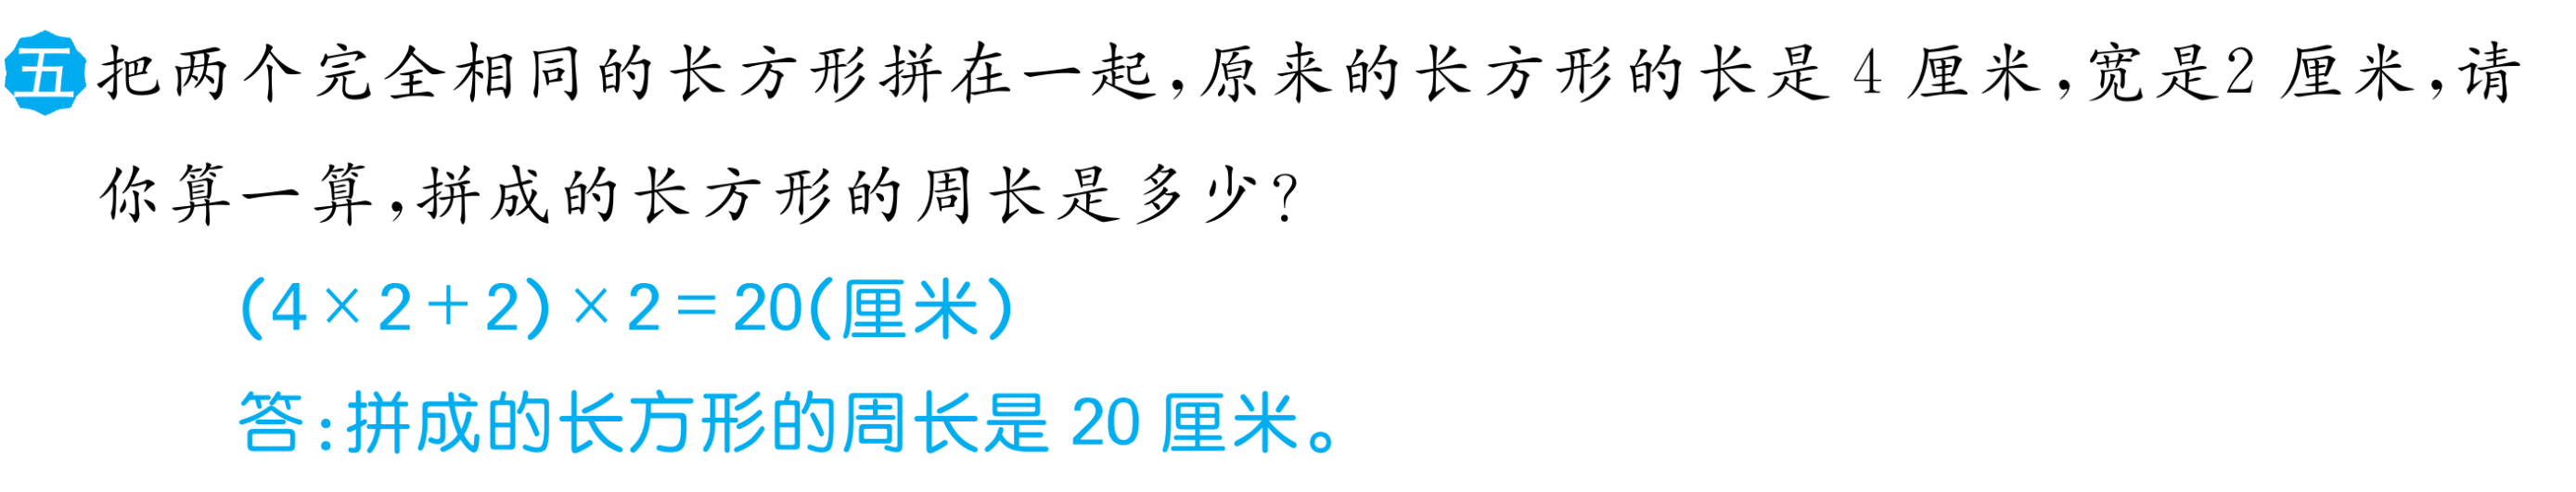 五 把两个完全相同的长方形拼在一起,原来的长方形的长是 4 厘米,宽是2 厘米,请
你算一算,拼成的长方形的周长是多少?
(4×2+2)×2=20(厘米)
答:拼成的长方形的周长是 20 厘米。